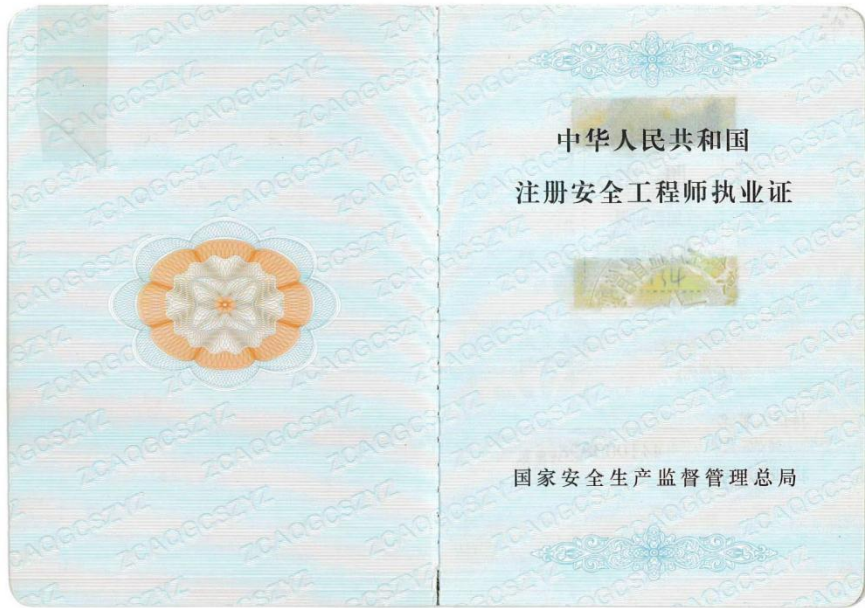 中华人民共和国
注册安全工程师执业证
国家安全生产监督管理总局